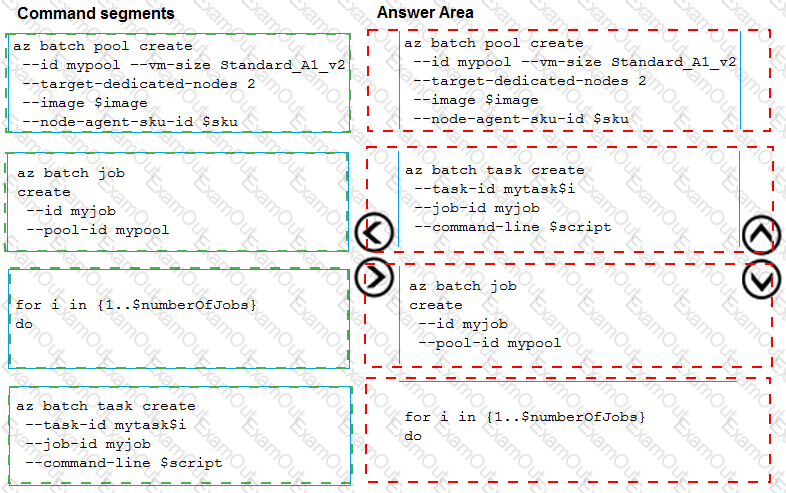 Command segments
az batch pool create
--id mypool --vm-size Standard_A1_v2
--target-dedicated-nodes 2
--image $image
--node-agent-sku-id $sku
az batch job
create
--id myjob
--pool-id mypool
for i in {1..$numberOfJobs}
do
az batch task create
--task-id mytask$i
--job-id myjob
--command-line $script
Answer Area
az batch pool create
--id mypool --vm-size Standard_A1_v2
--target-dedicated-nodes 2
--image $image
--node-agent-sku-id $sku
az batch task create
--task-id mytask$i
--job-id myjob
--command-line $script
az batch job
create
--id myjob
--pool-id mypool
for i in {1..$numberOfJobs}
do